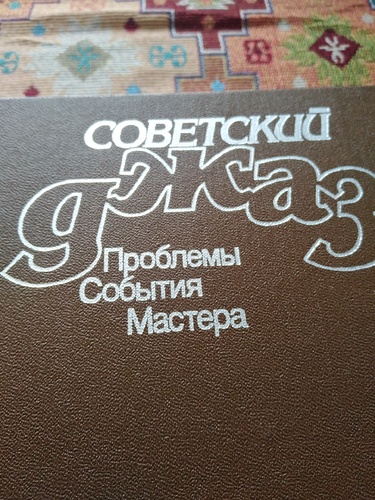 СОВЕТСКИЙ
джаз
Проблемы
События
Мастера